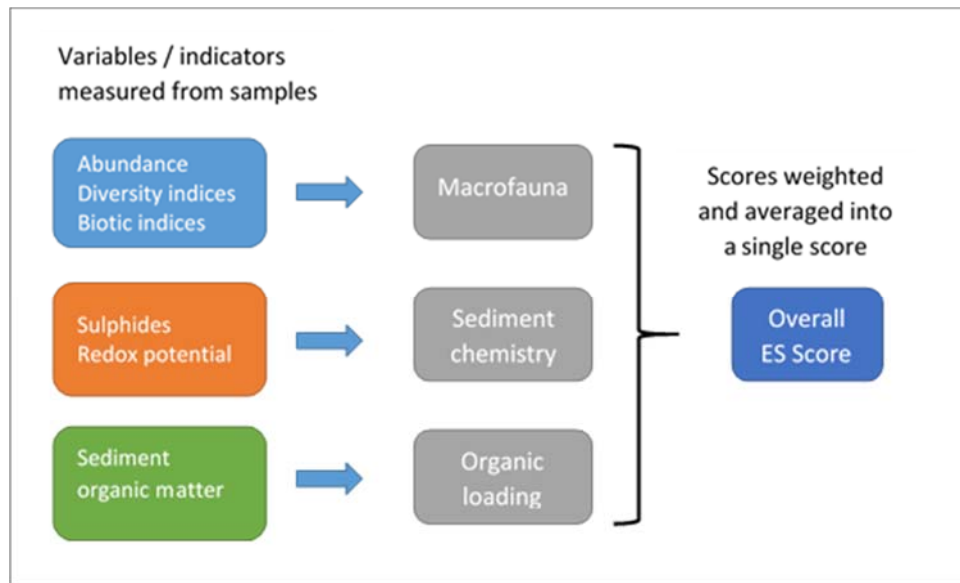 Variables / indicators
measured from samples
Abundance
Diversity indices
Biotic indices
Macrofauna
Scores weighted
and averaged into
a single score
Sulphides
Redox potential
Sediment
chemistry
Overall
ES Score
Sediment
organic matter
Organic
loading